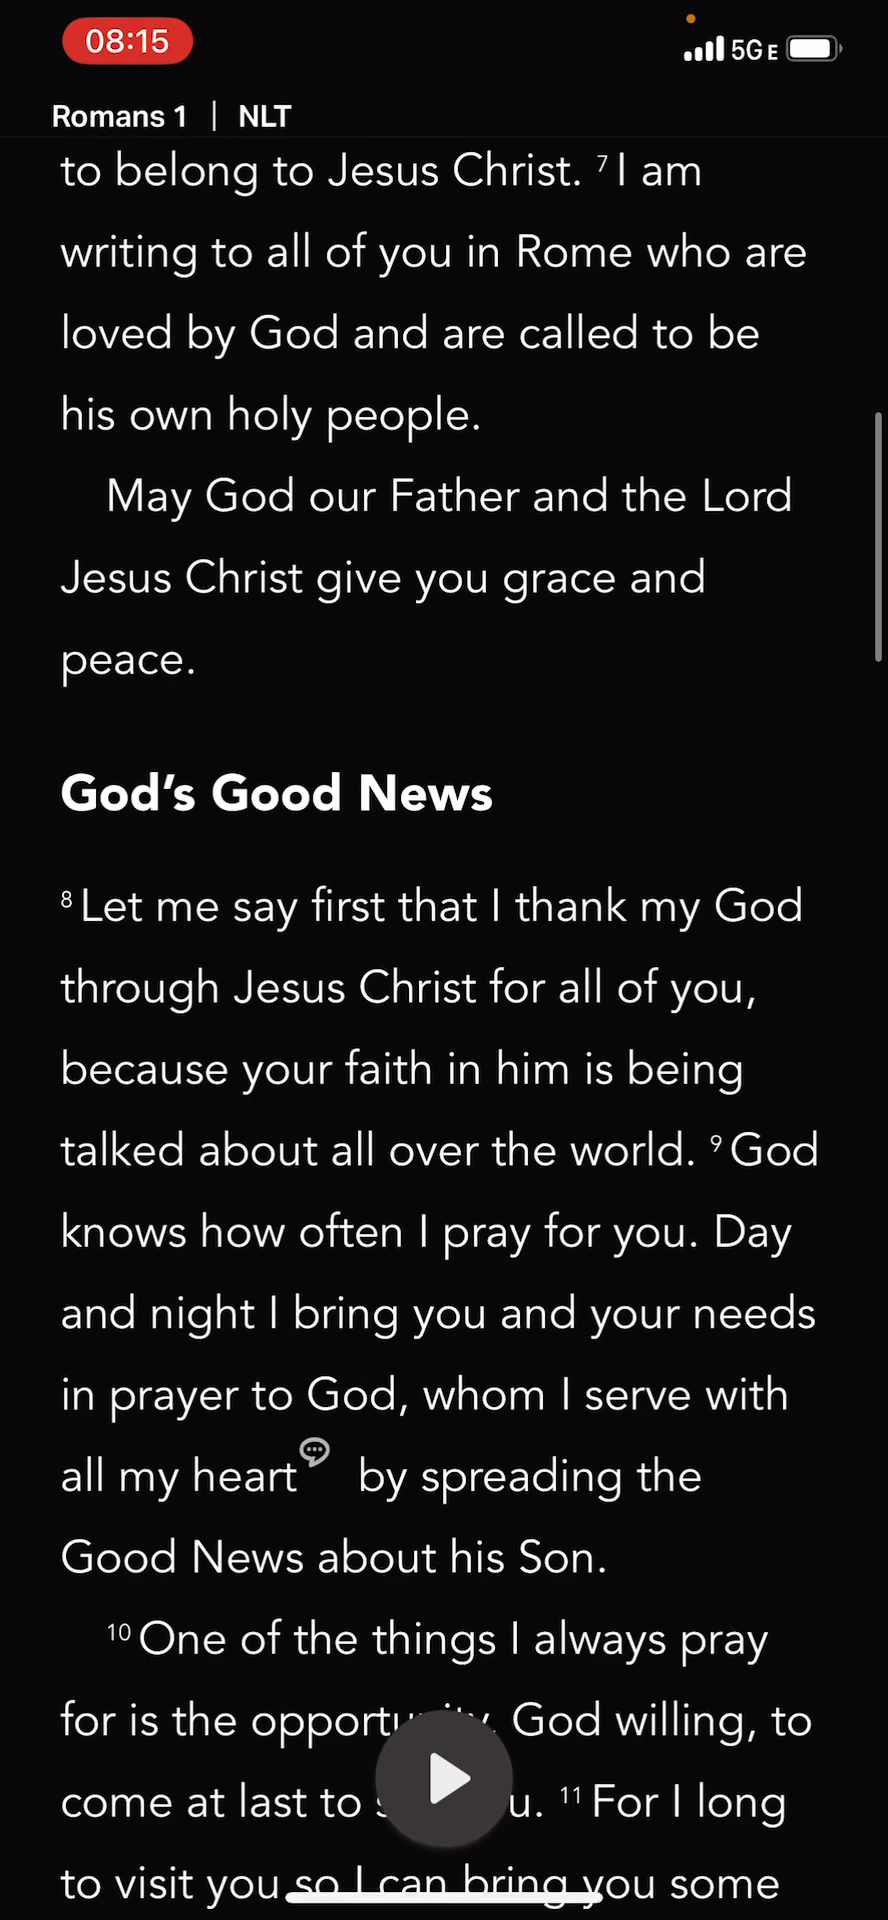 08:15
5G E
Romans 1 | NLT
to belong to Jesus Christ. 7 I am
writing to all of you in Rome who are
loved by God and are called to be
his own holy people.
May God our Father and the Lord
Jesus Christ give you grace and
peace.
God's Good News
8 Let me say first that I thank my God
through Jesus Christ for all of you,
because your faith in him is being
talked about all over the world. 9 God
knows how often I pray for you. Day
and night I bring you and your needs
in prayer to God, whom I serve with
all my heart by spreading the
Good News about his Son.
10 One of the things I always pray
for is the opportunity, God willing, to
come at last to 11 For I long
to visit you so I can bring you some